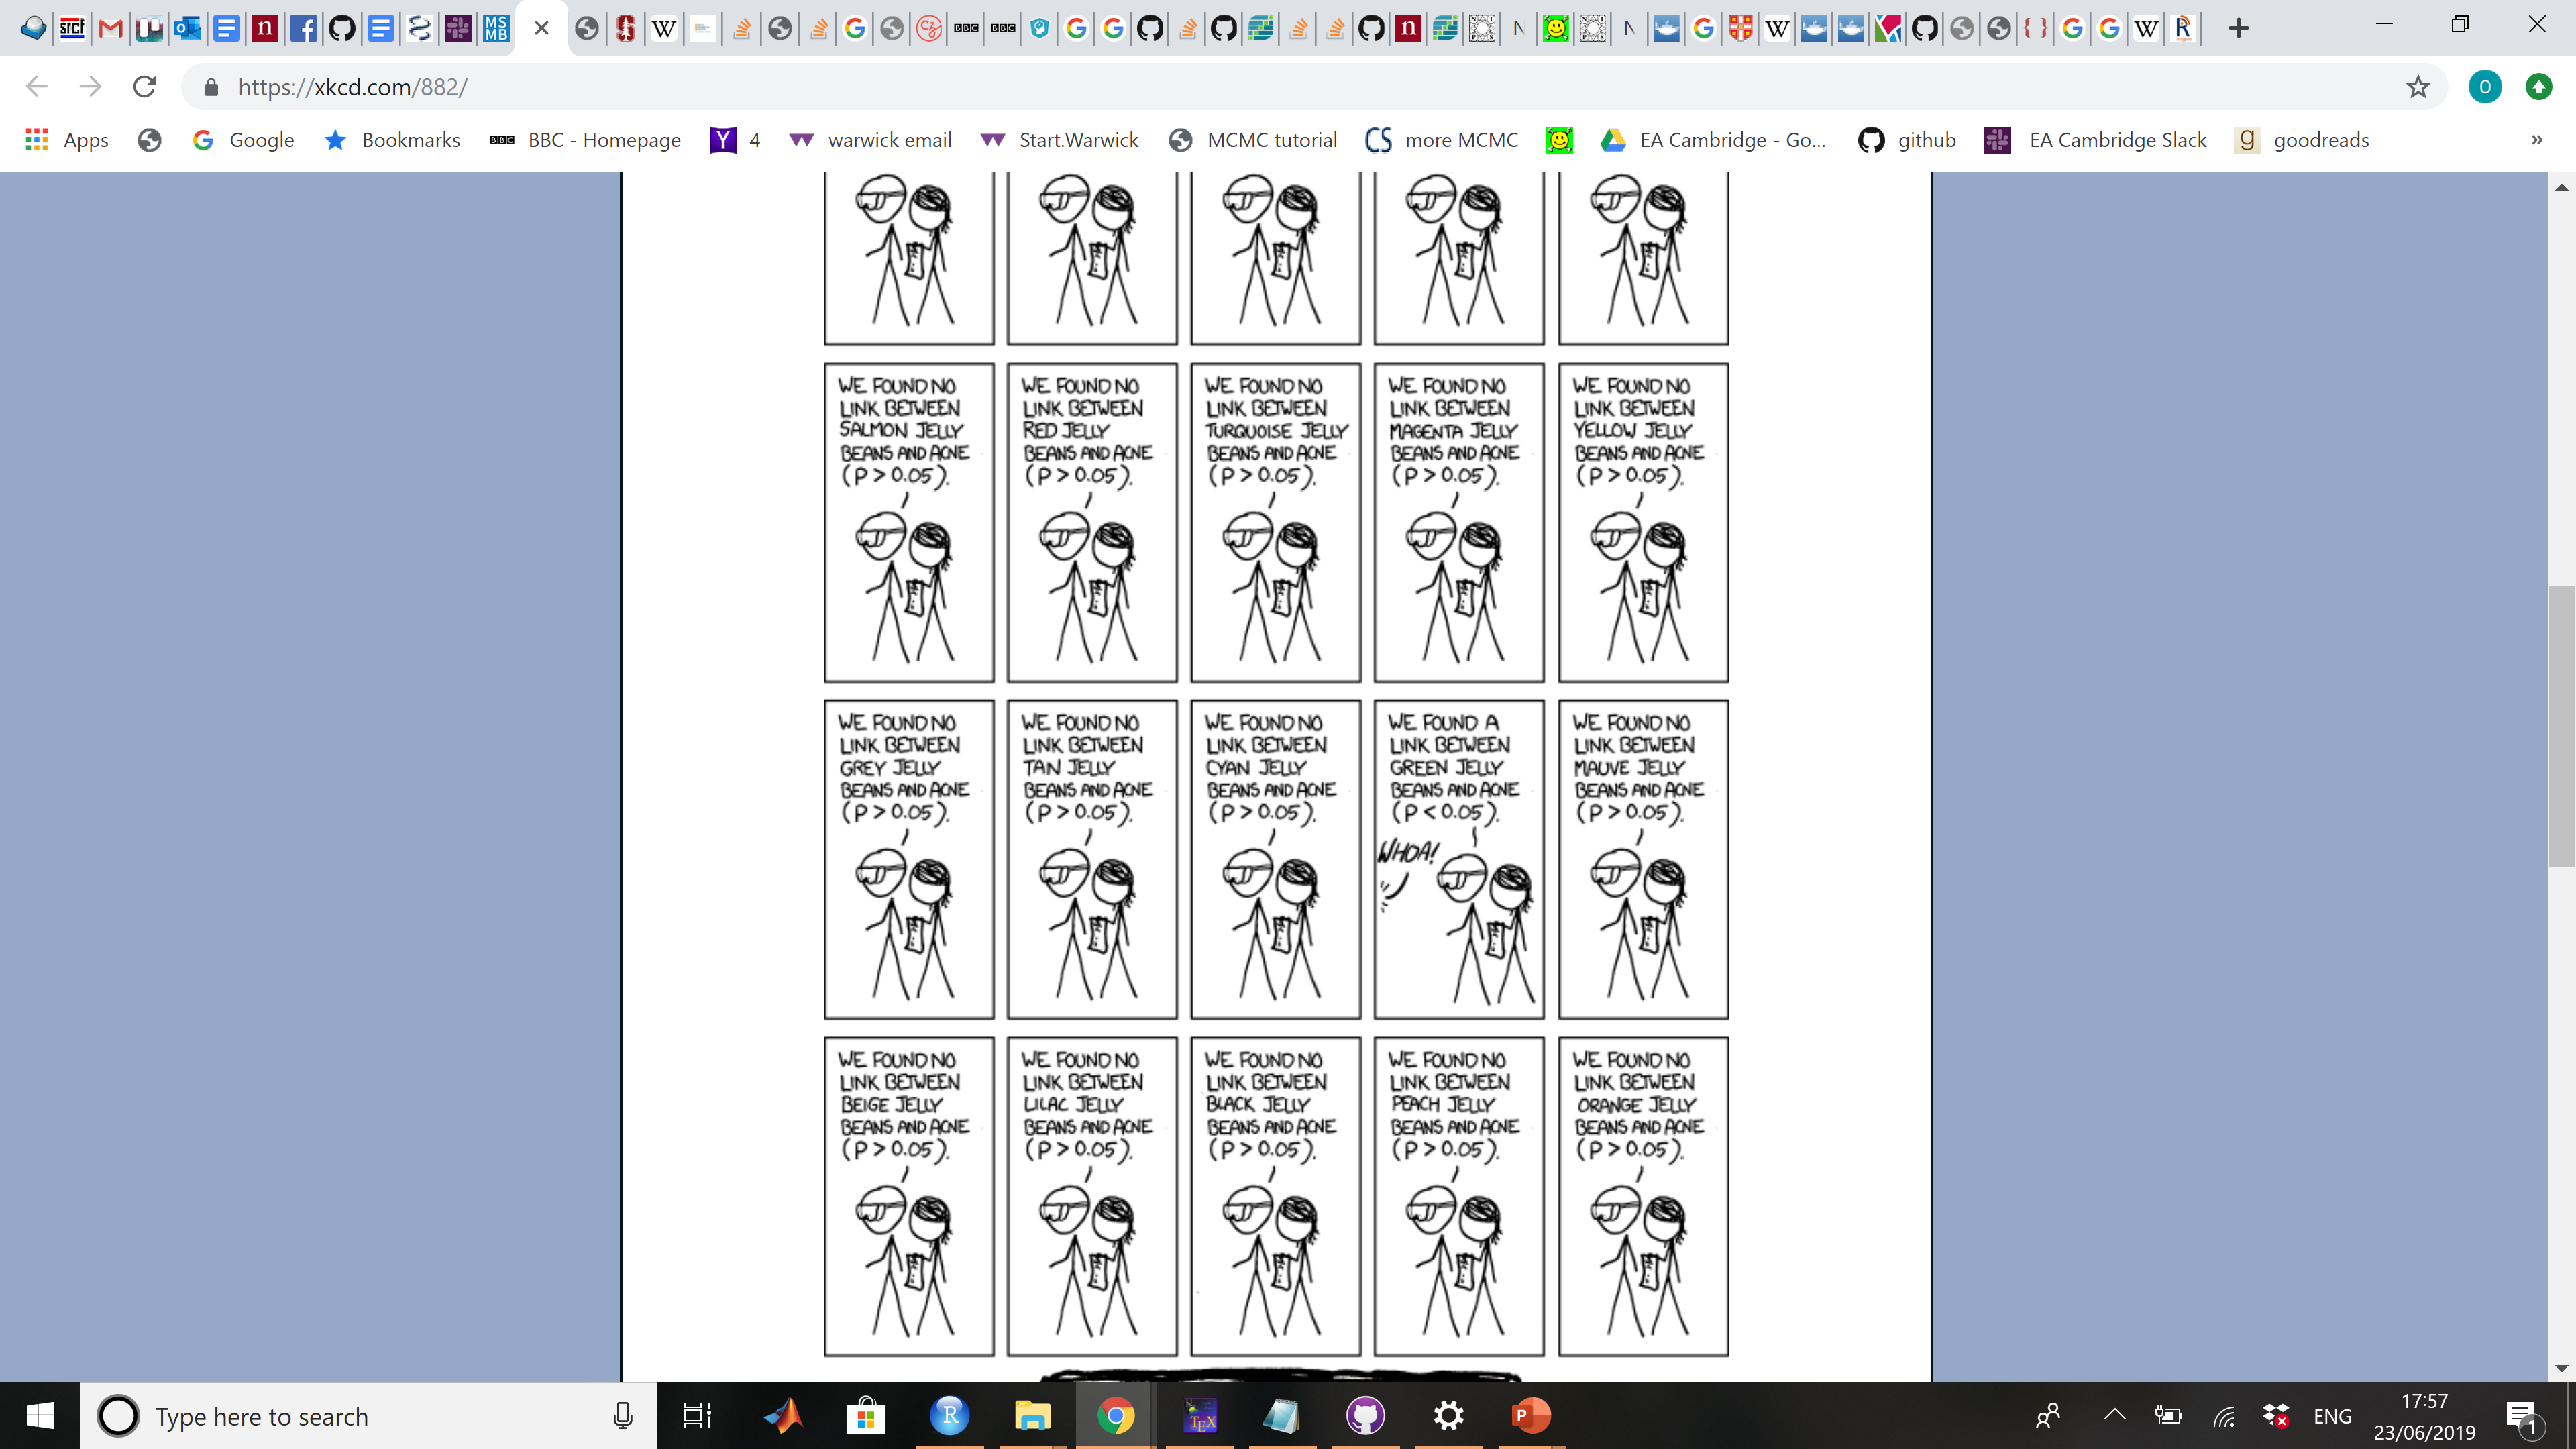 https://xkcd.com/882/
Apps Google Bookmarks BBC - Homepage 4 warwick email Start.Warwick MCMC tutorial more MCMC EA Cambridge - Go... github EA Cambridge Slack goodreads »
WE FOUND NO
LINK BETWEEN
SALMON JELLY
BEANS AND ACNE
(P > 0.05).
WE FOUND NO
LINK BETWEEN
RED JELLY
BEANS AND ACNE
(P > 0.05).
WE FOUND NO
LINK BETWEEN
TURQUOISE JELLY
BEANS AND ACNE
(P > 0.05).
WE FOUND NO
LINK BETWEEN
MAGENTA JELLY
BEANS AND ACNE
(P > 0.05).
WE FOUND NO
LINK BETWEEN
YELLOW JELLY
BEANS AND ACNE
(P > 0.05).
WE FOUND NO
LINK BETWEEN
GREY JELLY
BEANS AND ACNE
(P > 0.05).
WE FOUND NO
LINK BETWEEN
TAN JELLY
BEANS AND ACNE
(P > 0.05).
WE FOUND NO
LINK BETWEEN
CYAN JELLY
BEANS AND ACNE
(P > 0.05).
WE FOUND A
LINK BETWEEN
GREEN JELLY
BEANS AND ACNE
(P < 0.05).
WHOA!
WE FOUND NO
LINK BETWEEN
MAUVE JELLY
BEANS AND ACNE
(P > 0.05).
WE FOUND NO
LINK BETWEEN
BEIGE JELLY
BEANS AND ACNE
(P > 0.05).
WE FOUND NO
LINK BETWEEN
LILAC JELLY
BEANS AND ACNE
(P > 0.05).
WE FOUND NO
LINK BETWEEN
BLACK JELLY
BEANS AND ACNE
(P > 0.05).
WE FOUND NO
LINK BETWEEN
PEACH JELLY
BEANS AND ACNE
(P > 0.05).
WE FOUND NO
LINK BETWEEN
ORANGE JELLY
BEANS AND ACNE
(P > 0.05).
Type here to search
ENG
17:57
23/06/2019
1